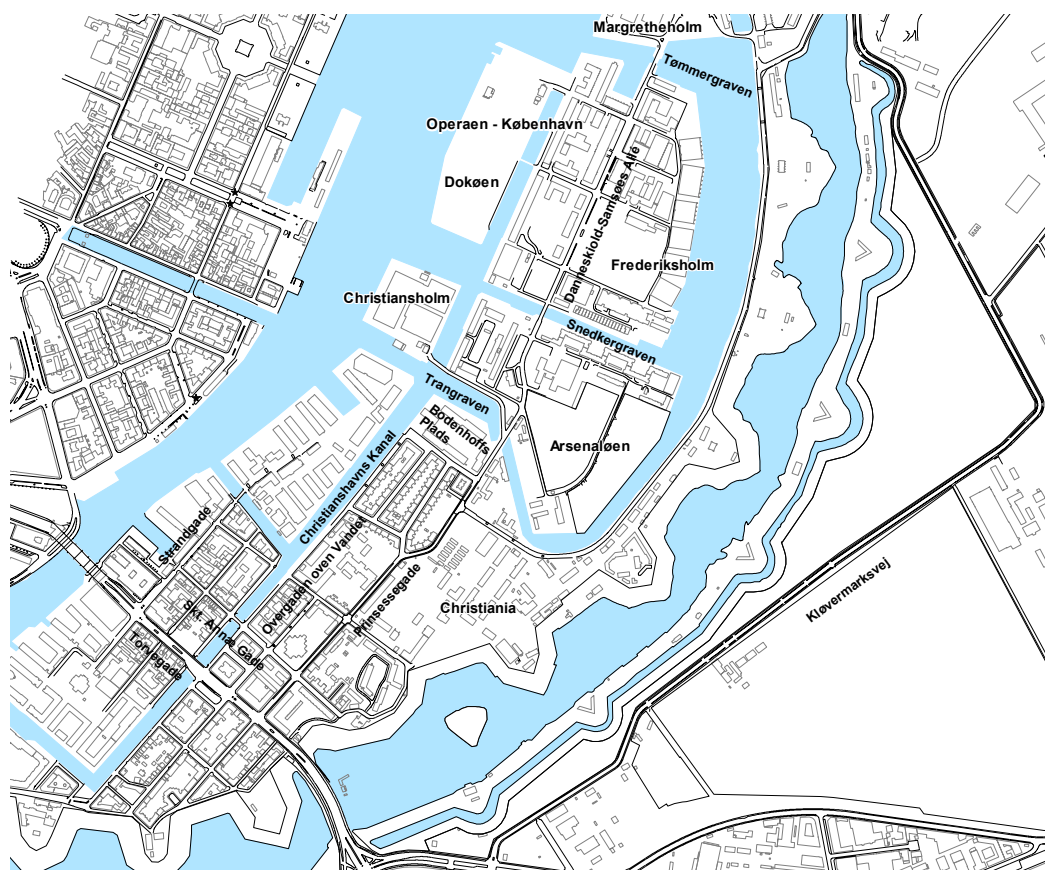 Margretheholm
Tømmergraven
Operaen - København
Dokøen
Danneskiold-Samsøes Allé
Frederiksholm
Christiansholm
Snedkergraven
Trangraven
Bodenhoffs
Plads
Arsenaløen
Christianshavns Kanal
Strandgade
Overgaden oven Vandet
Prinsessegade
Christiania
Kløvermarksvej
Skt. Annæ Gade
Torvegade